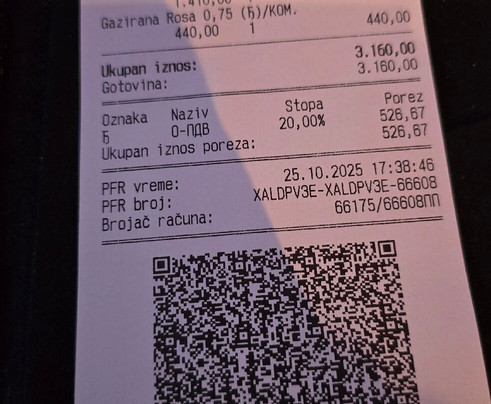 Gazirana Rosa 0,75 (Ђ)/KOM.
440,00 1 440,00
Ukupan iznos: 3.160,00
Gotovina: 3.160,00
Oznaka Naziv Stopa Porez
Ђ О-ПДВ 20,00% 526,67
Ukupan iznos poreza: 526,67
PFR vreme: 25.10.2025 17:38:46
PFR broj: XALDPV3E-XALDPV3E-66608
Brojač računa: 66175/66608ПП